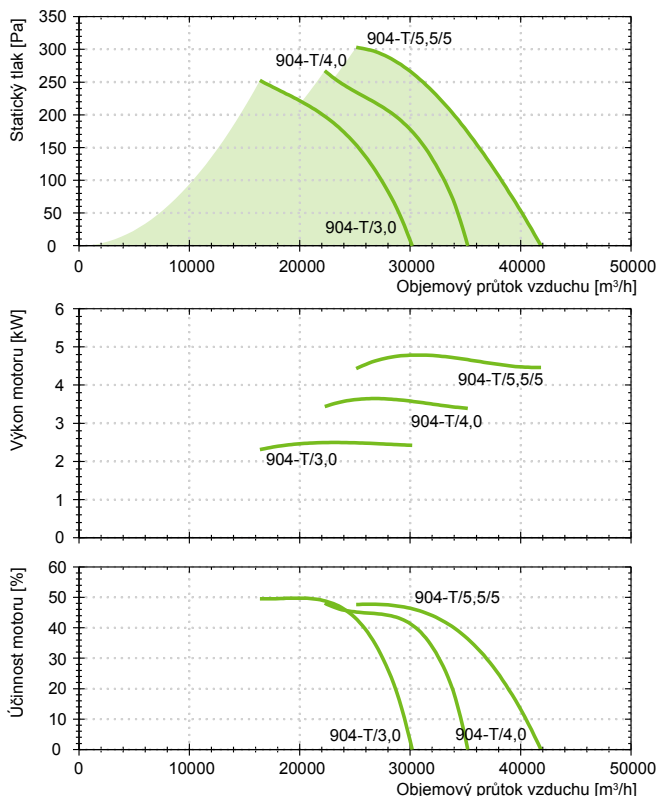 Statický tlak [Pa]
350
300
250
200
150
100
50
0
904-T/5,5/5
904-T/4,0
904-T/3,0
0 10000 20000 30000 40000 50000
Objemový průtok vzduchu [m³/h]
Výkon motoru [kW]
6
5
4
3
2
1
0
904-T/5,5/5
904-T/4,0
904-T/3,0
Účinnost motoru [%]
60
50
40
30
20
10
0
904-T/5,5/5
904-T/3,0
904-T/4,0
0 10000 20000 30000 40000 50000
Objemový průtok vzduchu [m³/h]